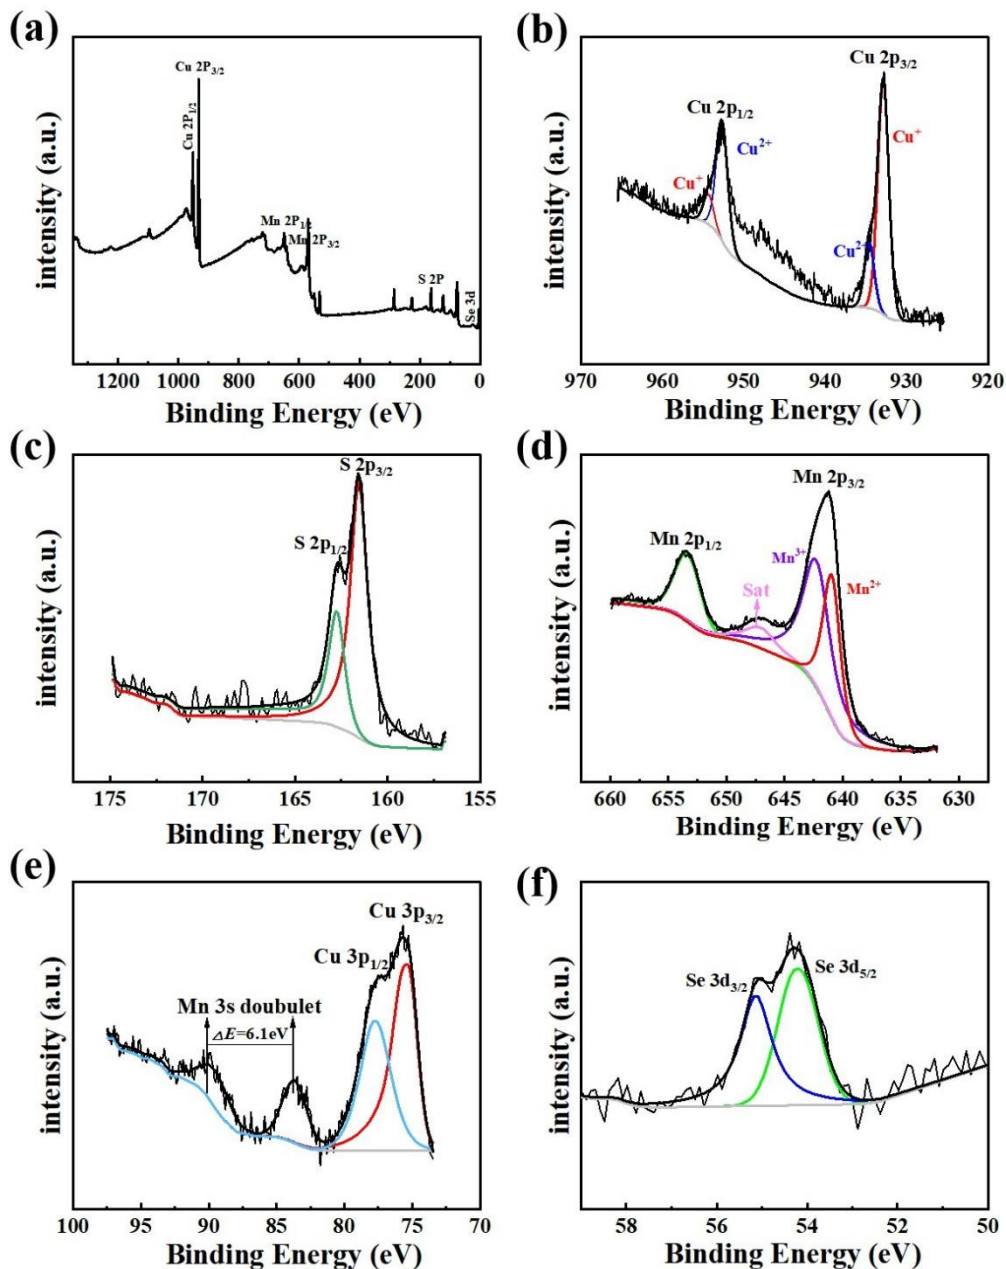 (a)
Cu 2P3/2
Cu 2P1/2
Mn 2P1/2
Mn 2P3/2
S 2P
Se 3d
intensity (a.u.)
1200 1000 800 600 400 200 0
Binding Energy (eV)
(b)
Cu 2p3/2
Cu 2p1/2
Cu2+
Cu+
Cu+
Cu2+
intensity (a.u.)
970 960 950 940 930 920
Binding Energy (eV)
(c)
S 2p3/2
S 2p1/2
intensity (a.u.)
175 170 165 160 155
Binding Energy (eV)
(d)
Mn 2p3/2
Mn 2p1/2
Mn3+
Sat
Mn2+
intensity (a.u.)
660 655 650 645 640 635 630
Binding Energy (eV)
(e)
Cu 3p3/2
Cu 3p1/2
Mn 3s doubulet
△E=6.1eV
intensity (a.u.)
100 95 90 85 80 75 70
Binding Energy (eV)
(f)
Se 3d3/2
Se 3d5/2
intensity (a.u.)
58 56 54 52 50
Binding Energy (eV)